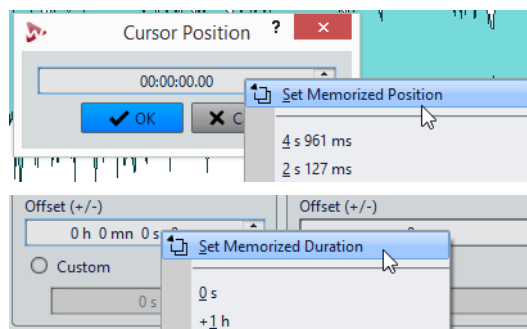 Cursor Position ?
00:00:00.00
Set Memorized Position
OK
4 s 961 ms
2 s 127 ms
Offset (+/-) Offset (+/-)
0 h 0 mn 0 s
Set Memorized Duration
Custom
0 s
0 s
+1 h